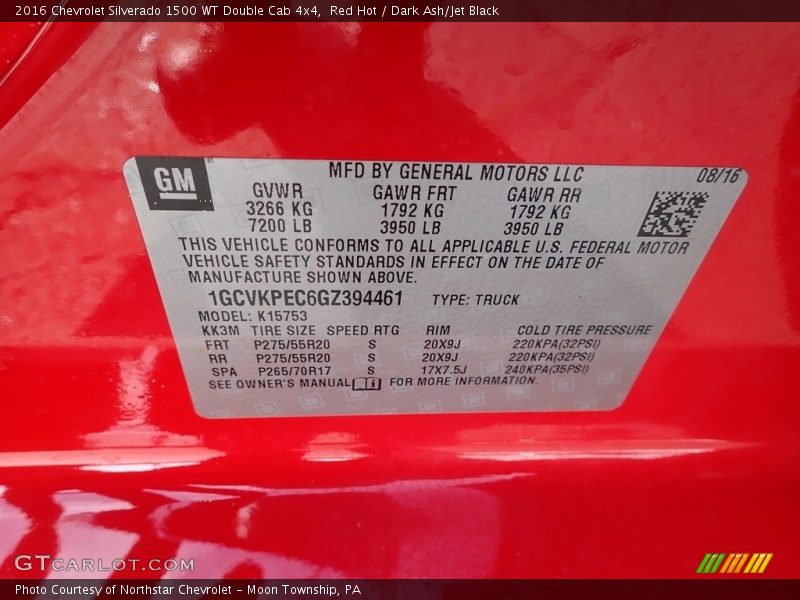 2016 Chevrolet Silverado 1500 WT Double Cab 4x4, Red Hot / Dark Ash/Jet Black
GM
MFD BY GENERAL MOTORS LLC 08/16
GVWR GAWR FRT GAWR RR
3266 KG 1792 KG 1792 KG
7200 LB 3950 LB 3950 LB
THIS VEHICLE CONFORMS TO ALL APPLICABLE U.S. FEDERAL MOTOR
VEHICLE SAFETY STANDARDS IN EFFECT ON THE DATE OF
MANUFACTURE SHOWN ABOVE.
1GCVKPEC6GZ394461 TYPE: TRUCK
MODEL: K15753
KK3M TIRE SIZE SPEED RTG RIM COLD TIRE PRESSURE
FRT P275/55R20 S 20X9J 220KPA(32PSI)
RR P275/55R20 S 20X9J 220KPA(32PSI)
SPA P265/70R17 S 17X7.5J 240KPA(35PSI)
SEE OWNER'S MANUAL i FOR MORE INFORMATION.
GTCARLOT.COM
Photo Courtesy of Northstar Chevrolet - Moon Township, PA